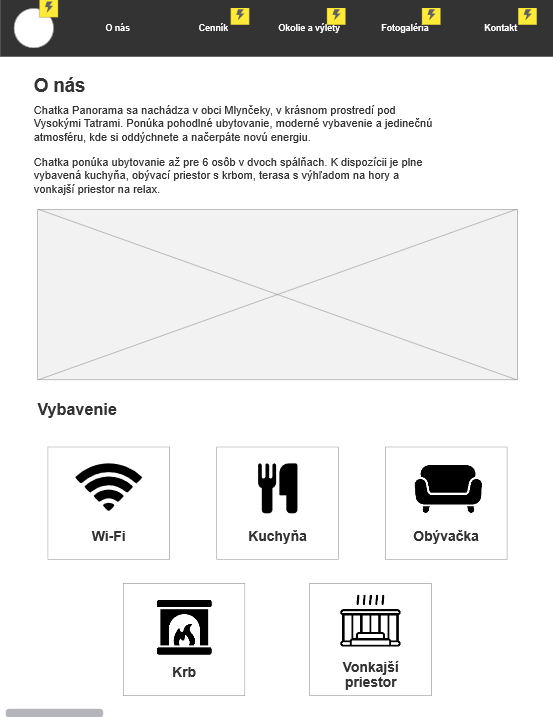 O nás
Cenník
Okolie a výlety
Fotogaléria
Kontakt
O nás
Chatka Panorama sa nachádza v obci Mlynčeky, v krásnom prostredí pod
Vysokými Tatrami. Ponúka pohodlné ubytovanie, moderné vybavenie a jedinečnú
atmosféru, kde si oddýchnete a načerpáte novú energiu.
Chatka ponúka ubytovanie až pre 6 osôb v dvoch spálňach. K dispozícii je plne
vybavená kuchyňa, obývací priestor s krbom, terasa s výhľadom na hory a
vonkajší priestor na relax.
Vybavenie
Wi-Fi
Kuchyňa
Obývačka
Krb
Vonkajší
priestor